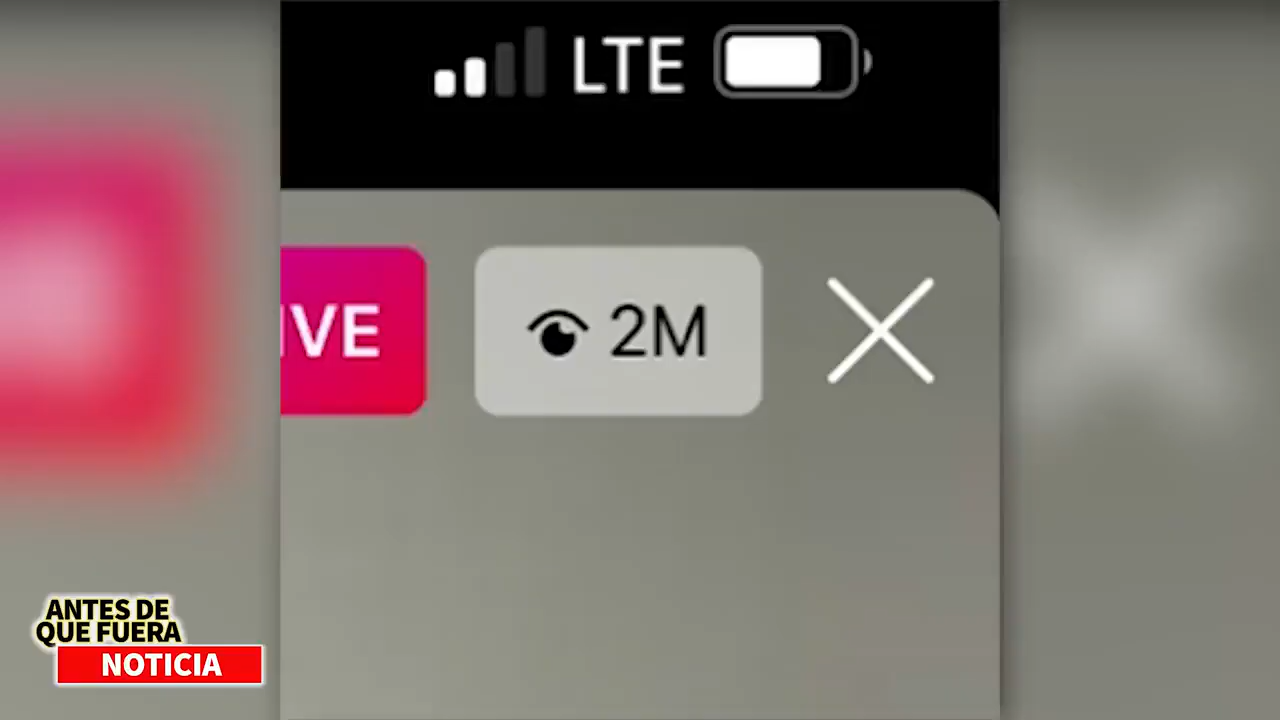 LTE
IVE
2M
ANTES DE
QUE FUERA
NOTICIA